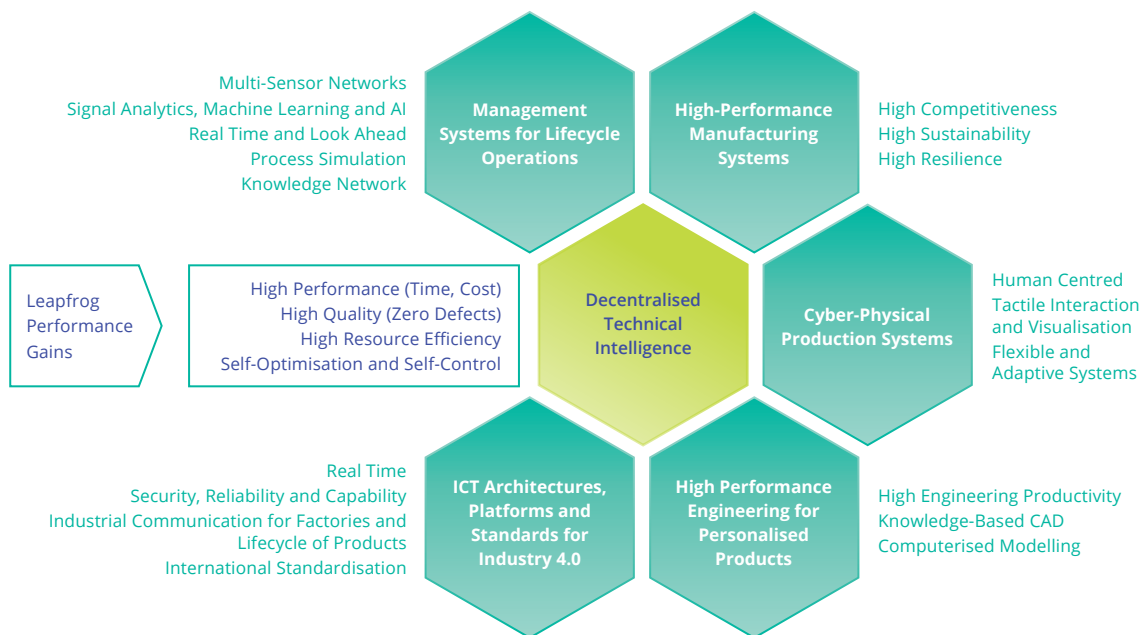 Multi-Sensor Networks
Signal Analytics, Machine Learning and AI
Real Time and Look Ahead
Process Simulation
Knowledge Network
Management
Systems for Lifecycle
Operations
High-Performance
Manufacturing
Systems
High Competitiveness
High Sustainability
High Resilience
Leapfrog
Performance
Gains
High Performance (Time, Cost)
High Quality (Zero Defects)
High Resource Efficiency
Self-Optimisation and Self-Control
Decentralised
Technical
Intelligence
Cyber-Physical
Production Systems
Human Centred
Tactile Interaction
and Visualisation
Flexible and
Adaptive Systems
Real Time
Security, Reliability and Capability
Industrial Communication for Factories and
Lifecycle of Products
International Standardisation
ICT Architectures,
Platforms and
Standards for
Industry 4.0
High Performance
Engineering for
Personalised
Products
High Engineering Productivity
Knowledge-Based CAD
Computerised Modelling